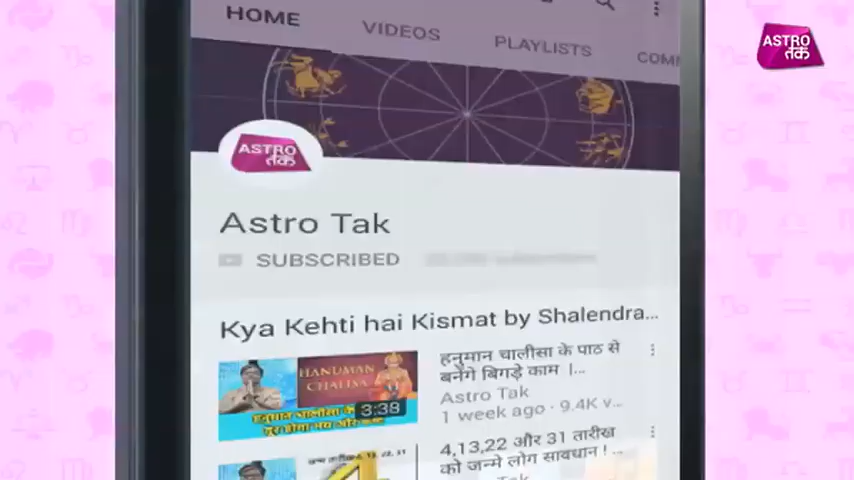 HOME VIDEOS PLAYLISTS COMM
ASTRO
तक
ASTRO
तक
Astro Tak
SUBSCRIBED
Kya Kehti hai Kismat by Shalendra...
HANUMAN
CHALISA
3:38
हनुमान चालीसा के पाठ से
बनेंगे बिगड़े काम |...
Astro Tak
1 week ago · 9.4K v...
4,13,22 और 31 तारीख
को जन्मे लोग सावधान ! ...